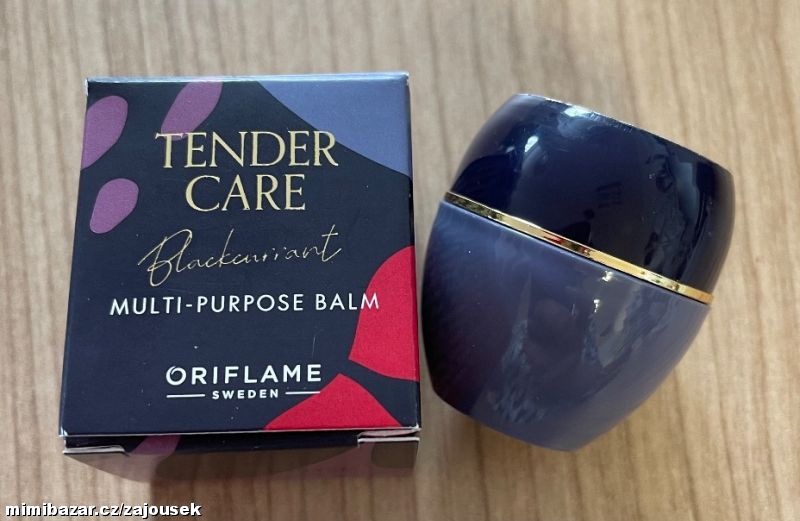 TENDER
CARE
Blackcurrant
MULTI-PURPOSE BALM
ORIFLAME
SWEDEN
mimibazar.cz/zajousek